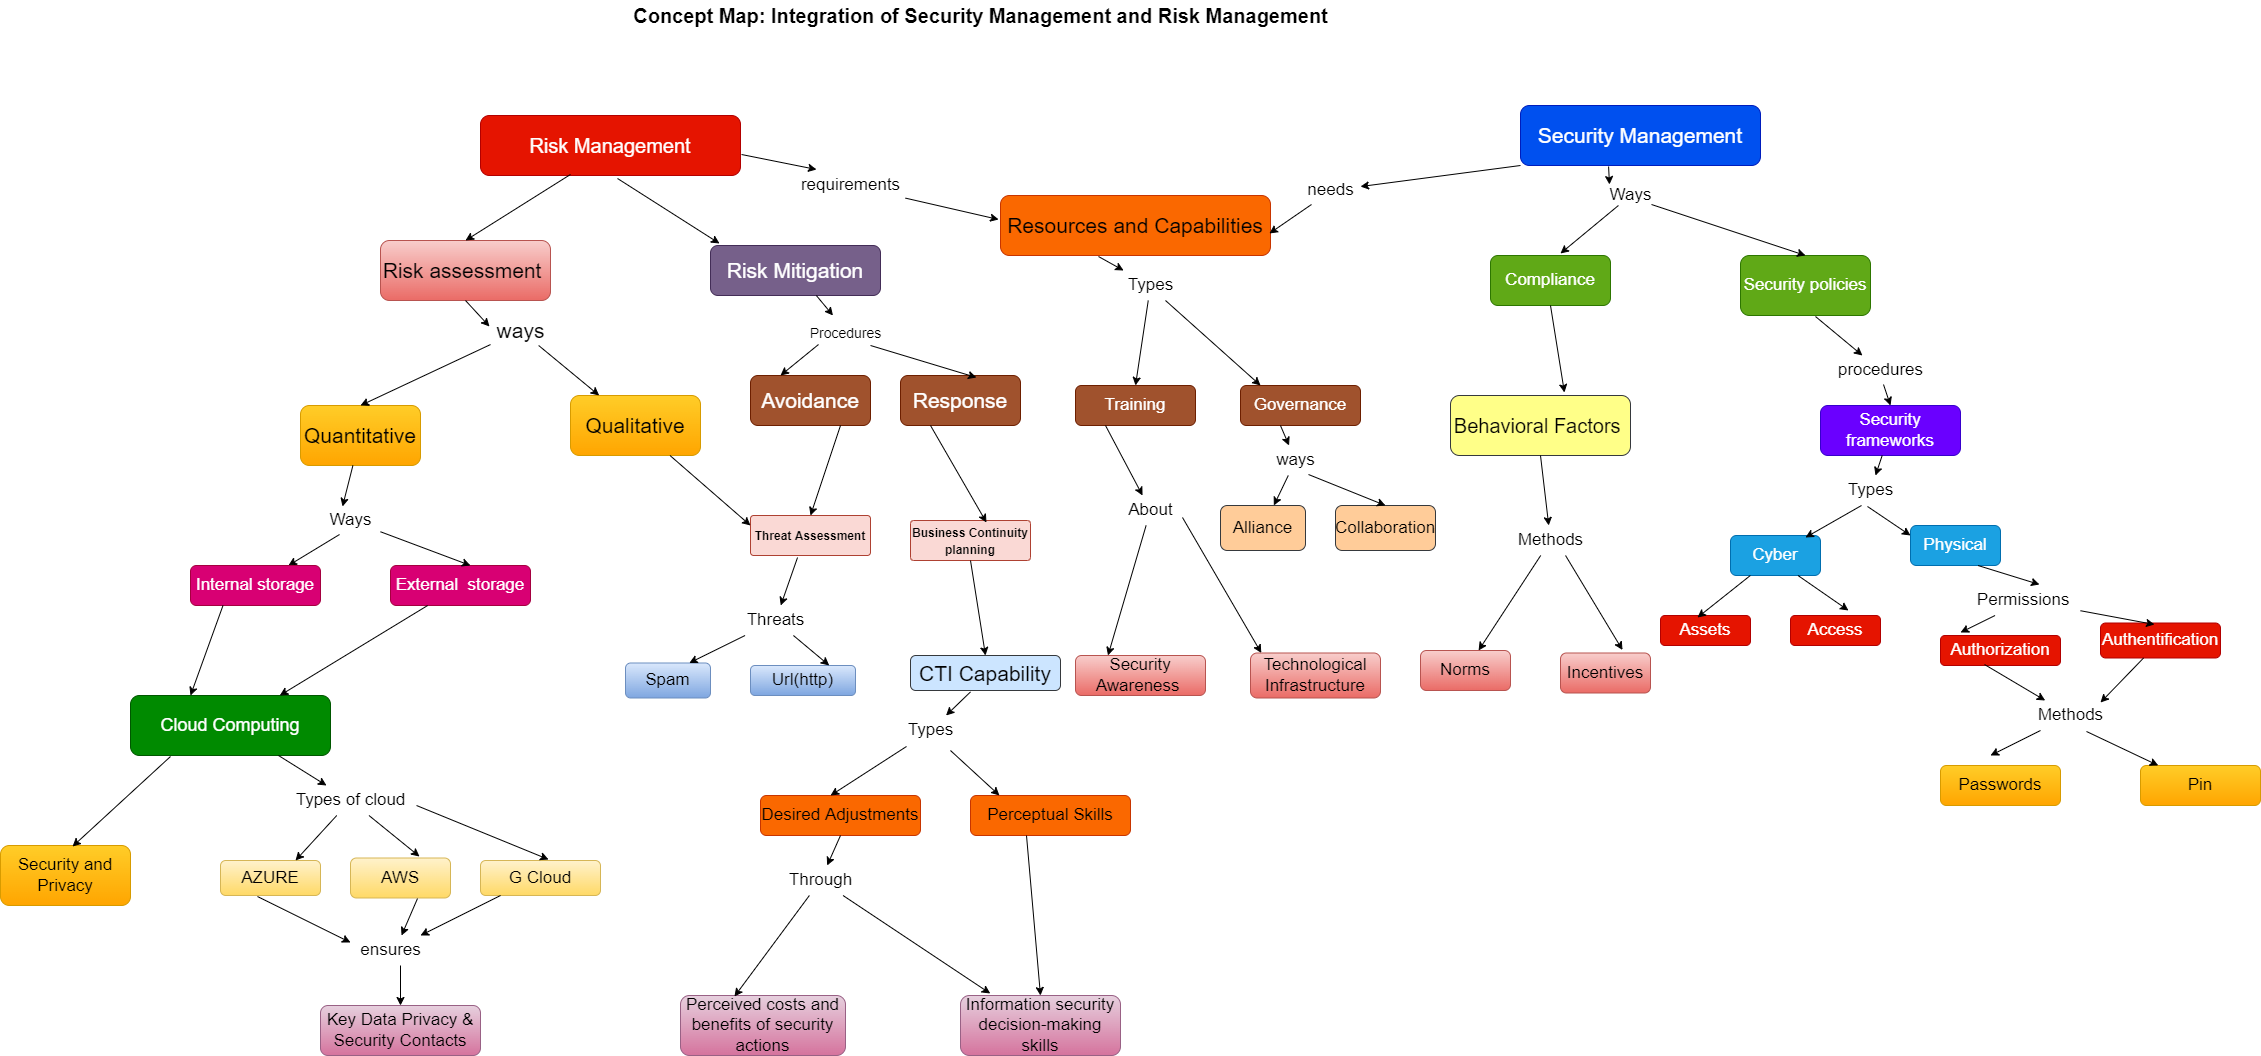 Concept Map: Integration of Security Management and Risk Management
Risk Management
Security Management
requirements
needs
Ways
Resources and Capabilities
Risk assessment
Risk Mitigation
Types
Compliance
Security policies
ways
Procedures
procedures
Quantitative
Qualitative
Avoidance
Response
Training
Governance
Behavioral Factors
Security
frameworks
ways
Types
Ways
Threat Assessment
Business Continuity
planning
About
Alliance
Collaboration
Methods
Cyber
Physical
Internal storage
External  storage
Threats
Permissions
Assets
Access
Authorization
Authentification
Spam
Url(http)
CTI Capability
Security
Awareness
Technological
Infrastructure
Norms
Incentives
Cloud Computing
Types
Methods
Types of cloud
Passwords
Pin
Desired Adjustments
Perceptual Skills
Security and
Privacy
AZURE
AWS
G Cloud
Through
ensures
Key Data Privacy &
Security Contacts
Perceived costs and
benefits of security
actions
Information security
decision-making
skills